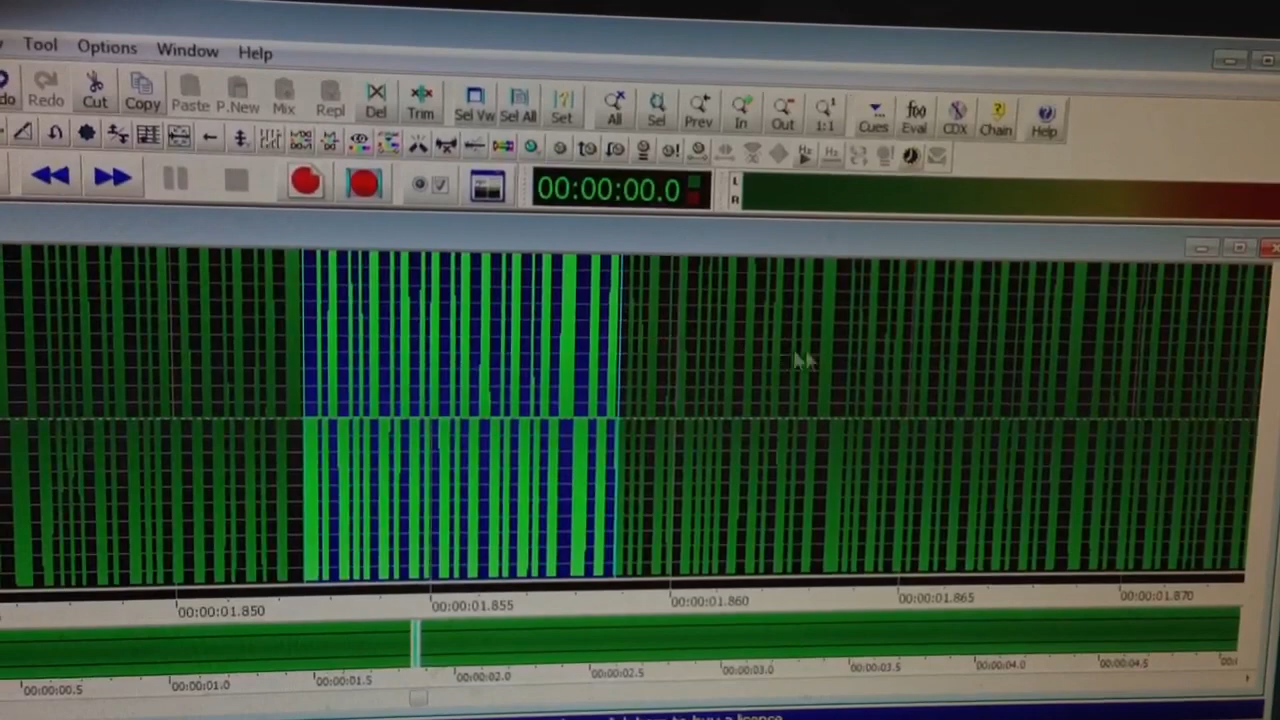 Tool Options Window Help
Redo Cut Copy Paste P.New Mix Repl Del Trim Sel Vw Sel All Set All Sel Prev In Out 1:1 Cues f(x) Eval CDX Chain Help
00:00:00.0
L
R
00:00:01.850 00:00:01.855 00:00:01.860 00:00:01.865 00:00:01.870
00:00:00.5 00:00:01.0 00:00:01.5 00:00:02.0 00:00:02.5 00:00:03.0 00:00:03.5 00:00:04.0 00:00:04.5
here to buy a licence